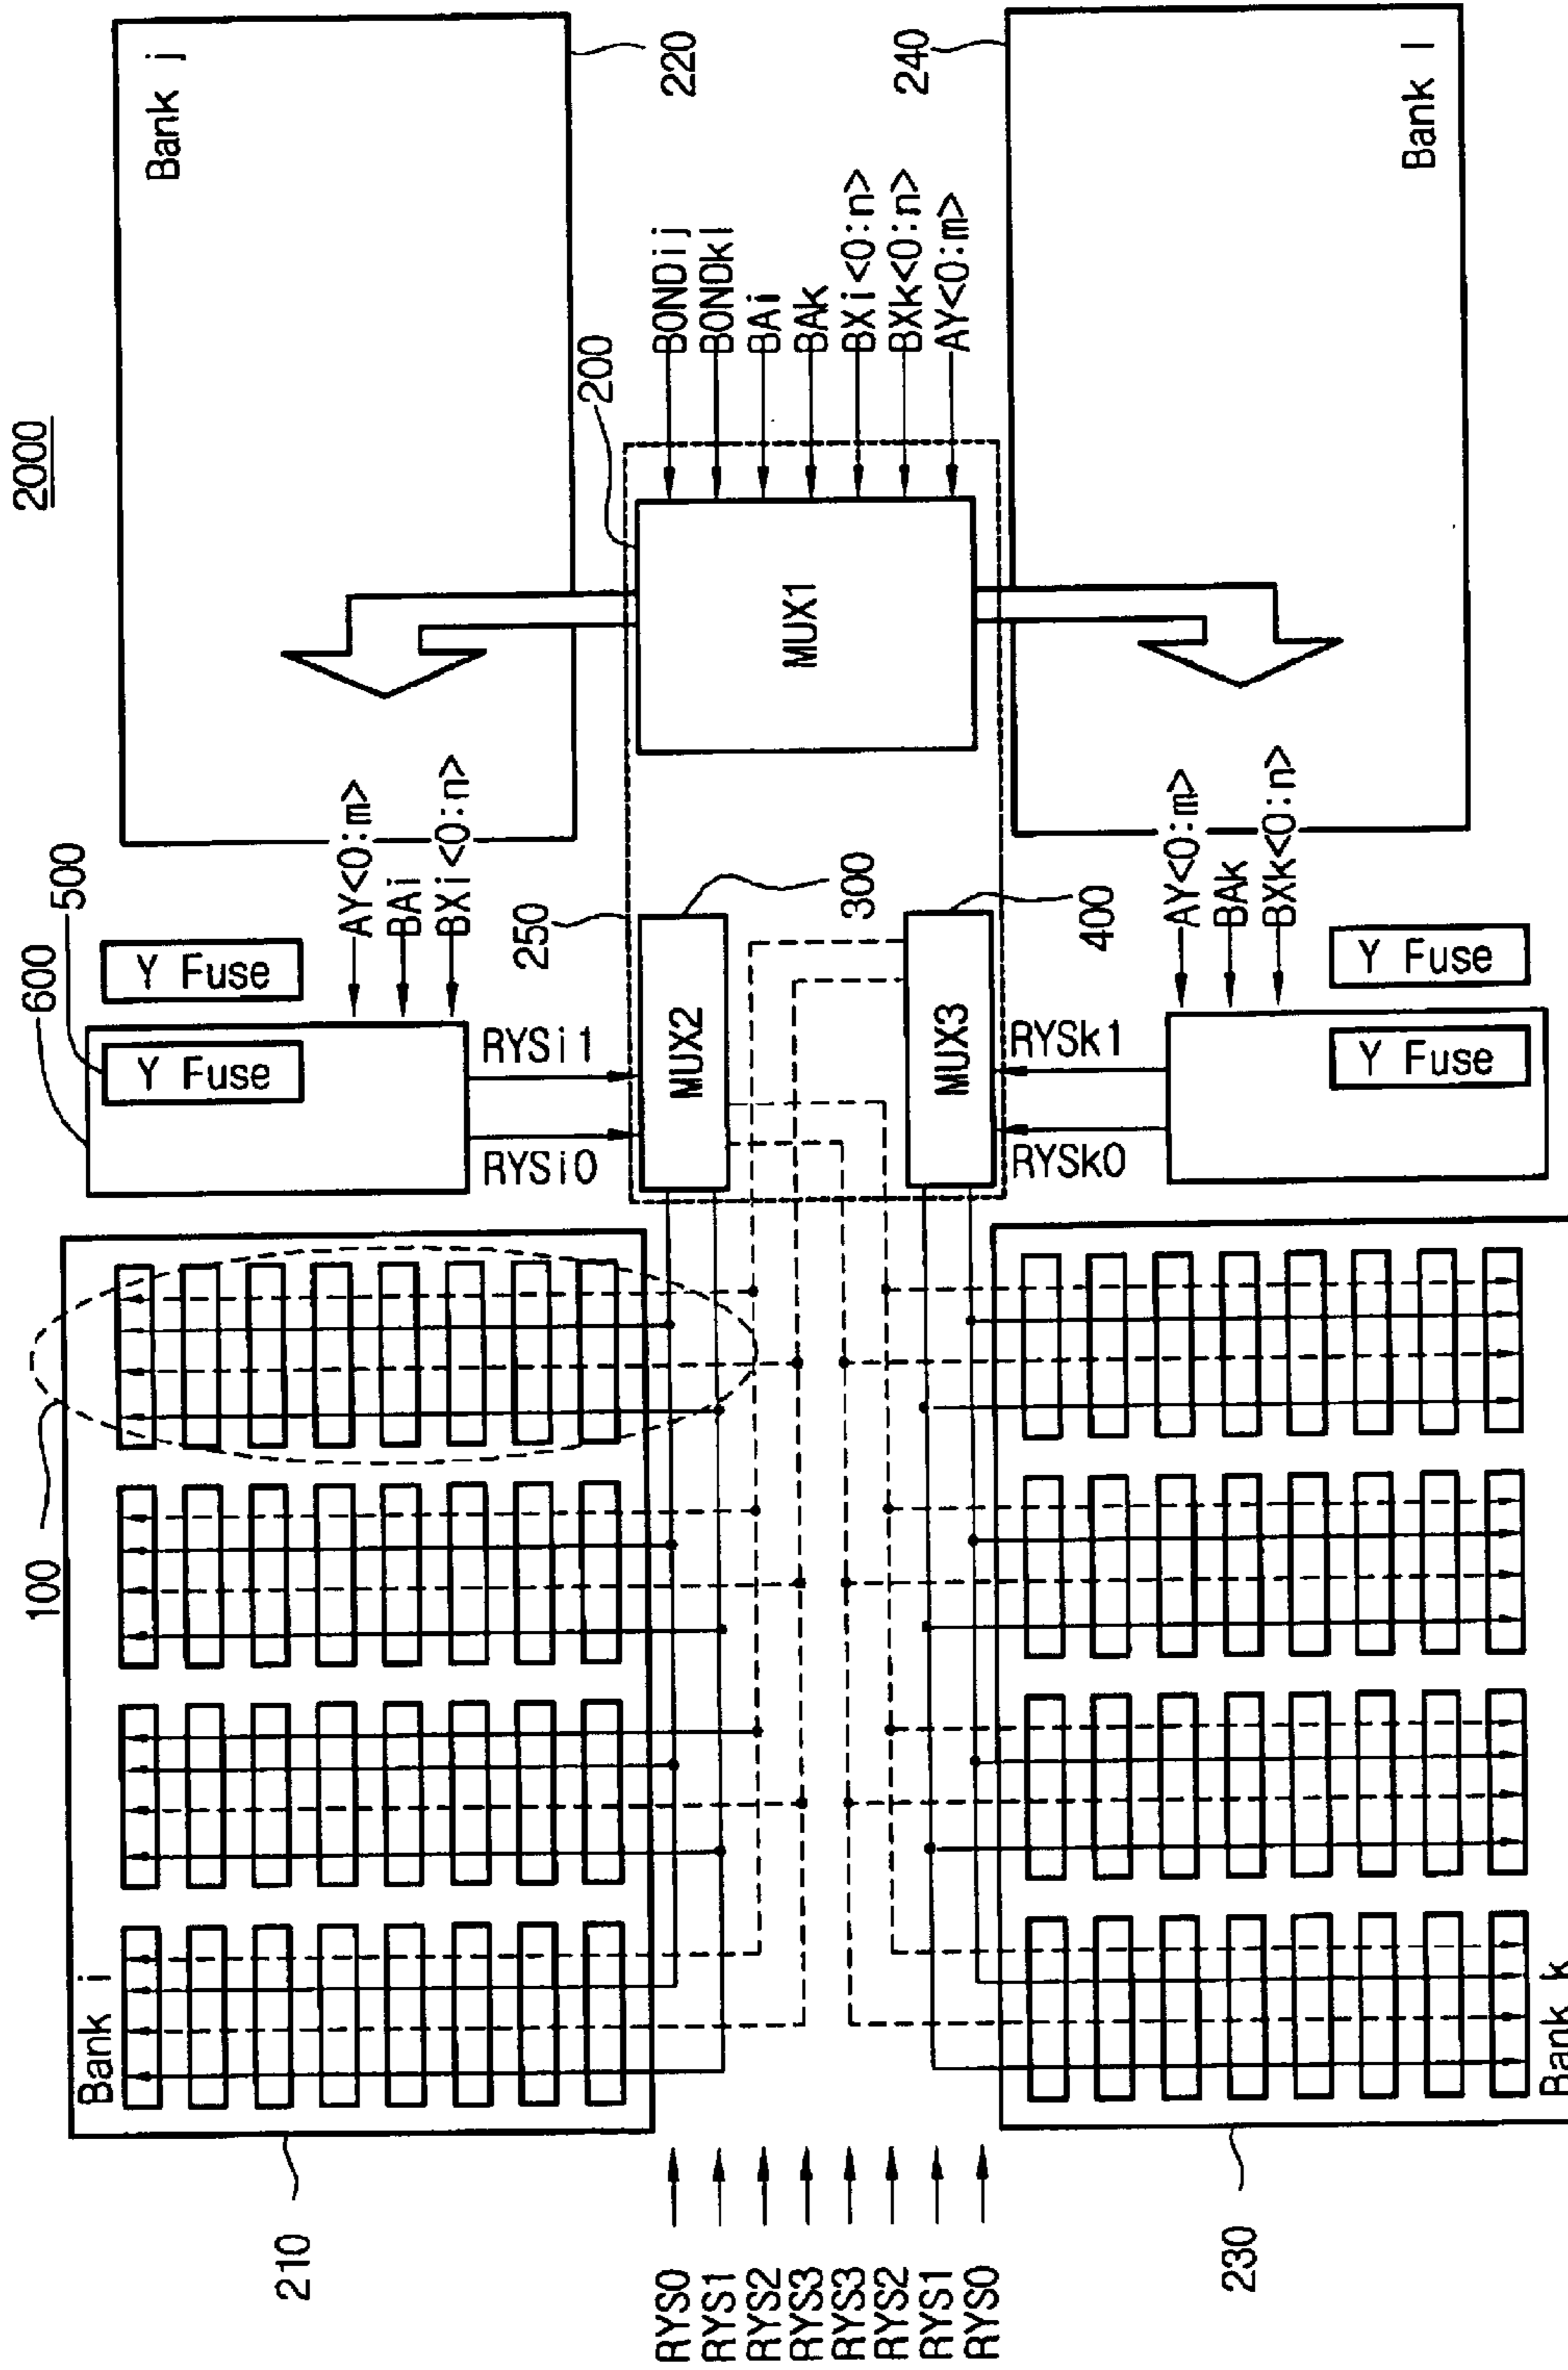 2000
Bank i
100
210
Bank j
220
600
500
Y Fuse
Y Fuse
AY<0:m>
BAi
BXi<0:n>
RYSi0
RYSi1
250
200
MUX1
MUX2
300
MUX3
400
BONDij
BONDkl
BAi
BAk
BXi<0:n>
BXk<0:n>
AY<0:m>
RYS0
RYS1
RYS2
RYS3
RYS3
RYS2
RYS1
RYS0
RYSk0
RYSk1
AY<0:m>
BAk
BXk<0:n>
Y Fuse
Y Fuse
230
Bank k
240
Bank l